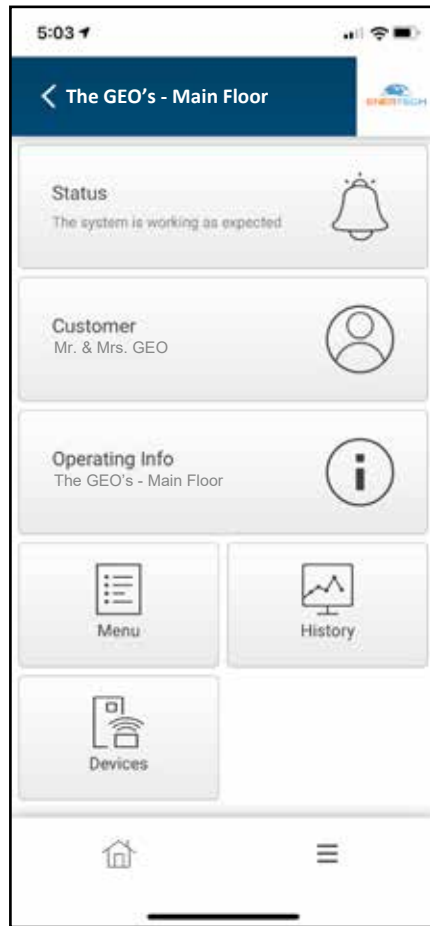 5:03
The GEO's - Main Floor
ENERTECH
Status
The system is working as expected
Customer
Mr. & Mrs. GEO
Operating Info
The GEO's - Main Floor
Menu
History
Devices